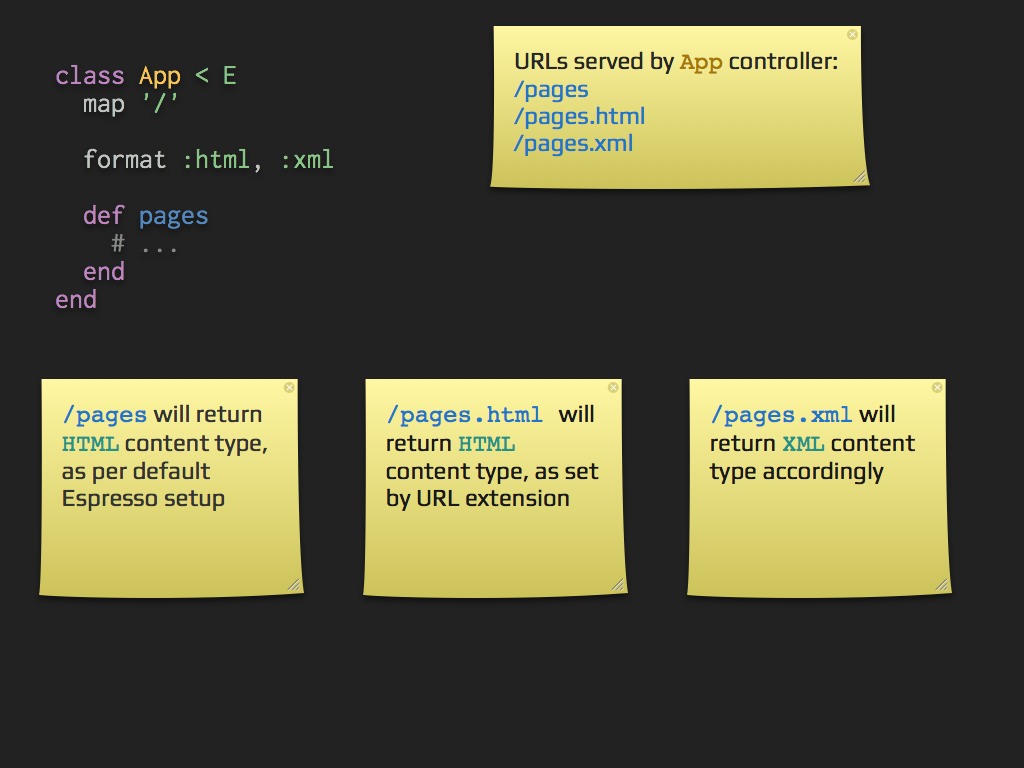 class App < E
  map '/'
  format :html, :xml
  def pages
    # ...
  end
end
URLs served by App controller:
/pages
/pages.html
/pages.xml
/pages will return
HTML content type,
as per default
Espresso setup
/pages.html will
return HTML
content type, as set
by URL extension
/pages.xml will
return XML content
type accordingly